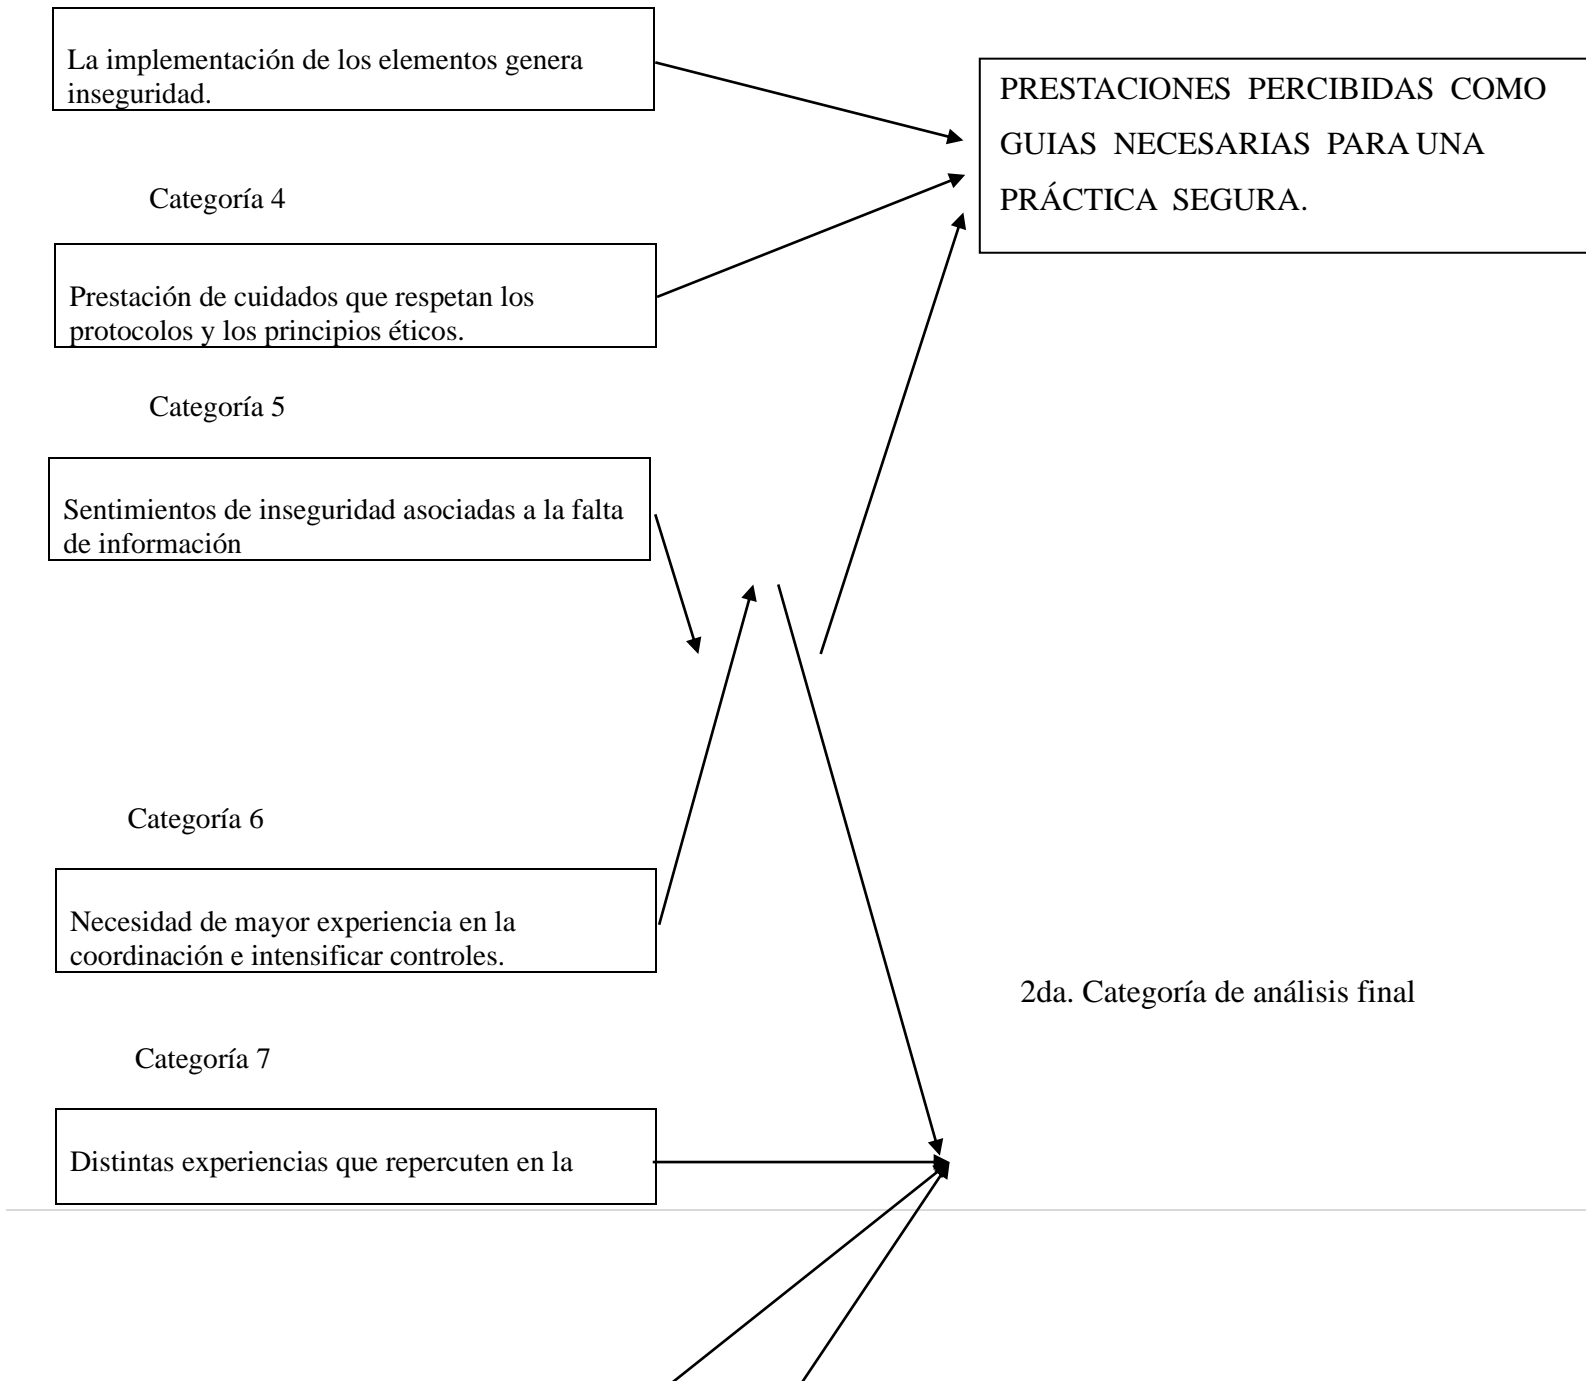 La implementación de los elementos genera
inseguridad.
PRESTACIONES PERCIBIDAS COMO
GUIAS NECESARIAS PARA UNA
PRÁCTICA SEGURA.
Categoría 4
Prestación de cuidados que respetan los
protocolos y los principios éticos.
Categoría 5
Sentimientos de inseguridad asociadas a la falta
de información
Categoría 6
Necesidad de mayor experiencia en la
coordinación e intensificar controles.
2da. Categoría de análisis final
Categoría 7
Distintas experiencias que repercuten en la